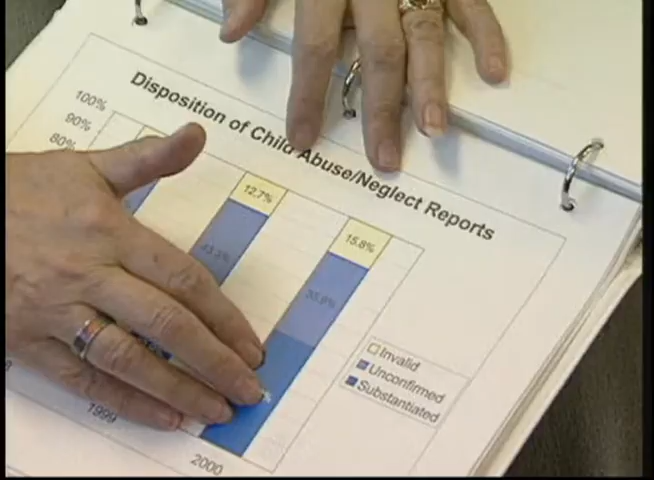 Disposition of Child Abuse/Neglect Reports
100%
90%
80%
12.7%
15.8%
Invalid
Unconfirmed
Substantiated
1999
2000